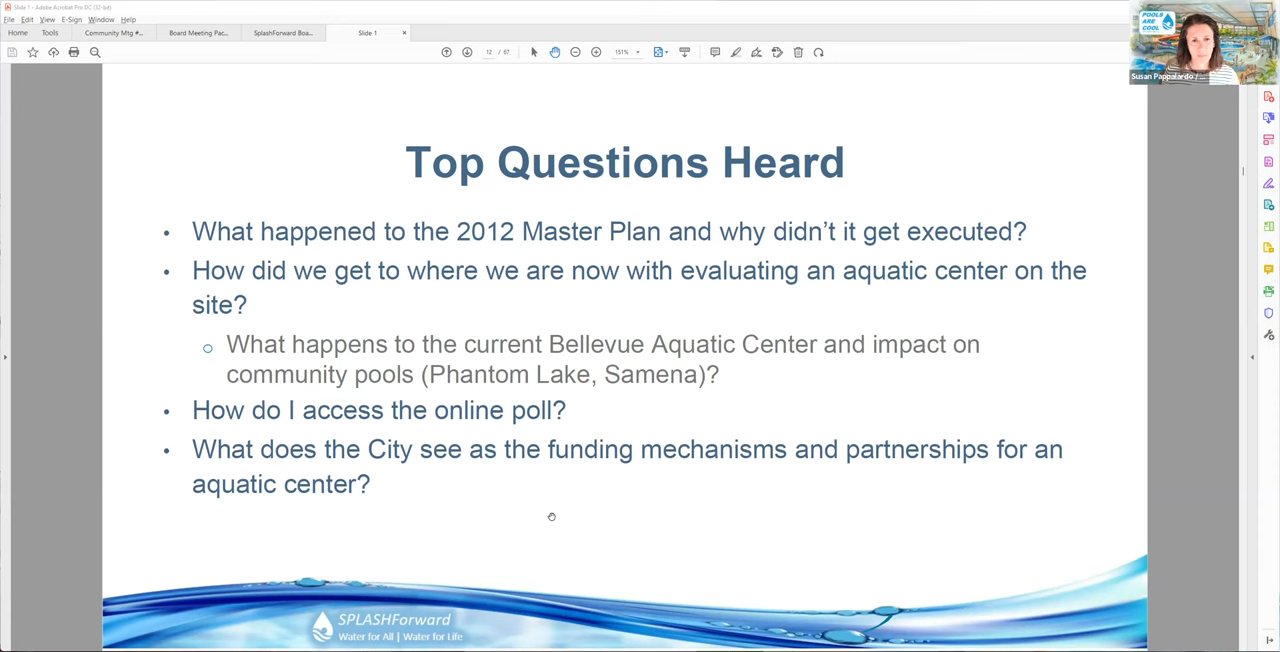 Slide 1 - Adobe Acrobat Pro DC (32-bit)
File Edit View E-Sign Window Help
Home Tools Community Mtg #... Board Meeting Pac... SplashForward Boa... Slide 1 ×
12 / 67 151%
POOLS
ARE
COOL
Susan Pappalardo / ...
Top Questions Heard
• What happened to the 2012 Master Plan and why didn’t it get executed?
• How did we get to where we are now with evaluating an aquatic center on the
site?
o What happens to the current Bellevue Aquatic Center and impact on
community pools (Phantom Lake, Samena)?
• How do I access the online poll?
• What does the City see as the funding mechanisms and partnerships for an
aquatic center?
SPLASHForward
Water for All | Water for Life